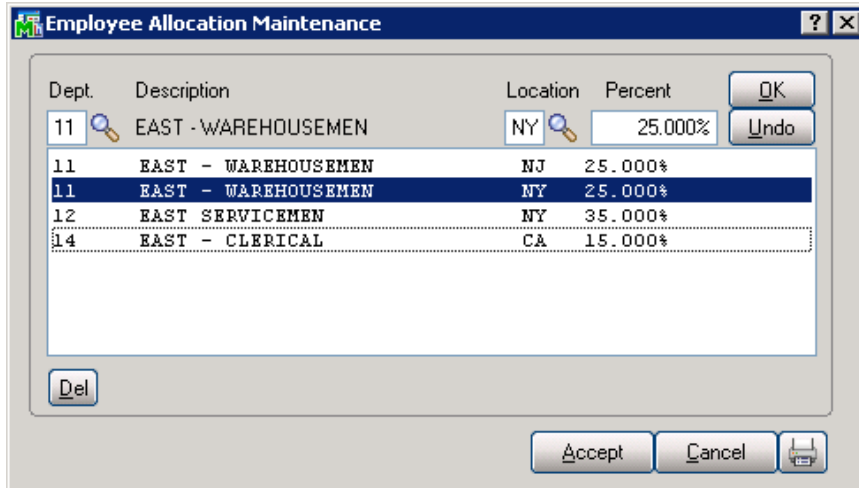 Employee Allocation Maintenance ? X
Dept. Description Location Percent OK
11 EAST - WAREHOUSEMEN NY 25.000% Undo
11 EAST - WAREHOUSEMEN NJ 25.000%
11 EAST - WAREHOUSEMEN NY 25.000%
12 EAST SERVICEMEN NY 35.000%
14 EAST - CLERICAL CA 15.000%
Del
Accept Cancel